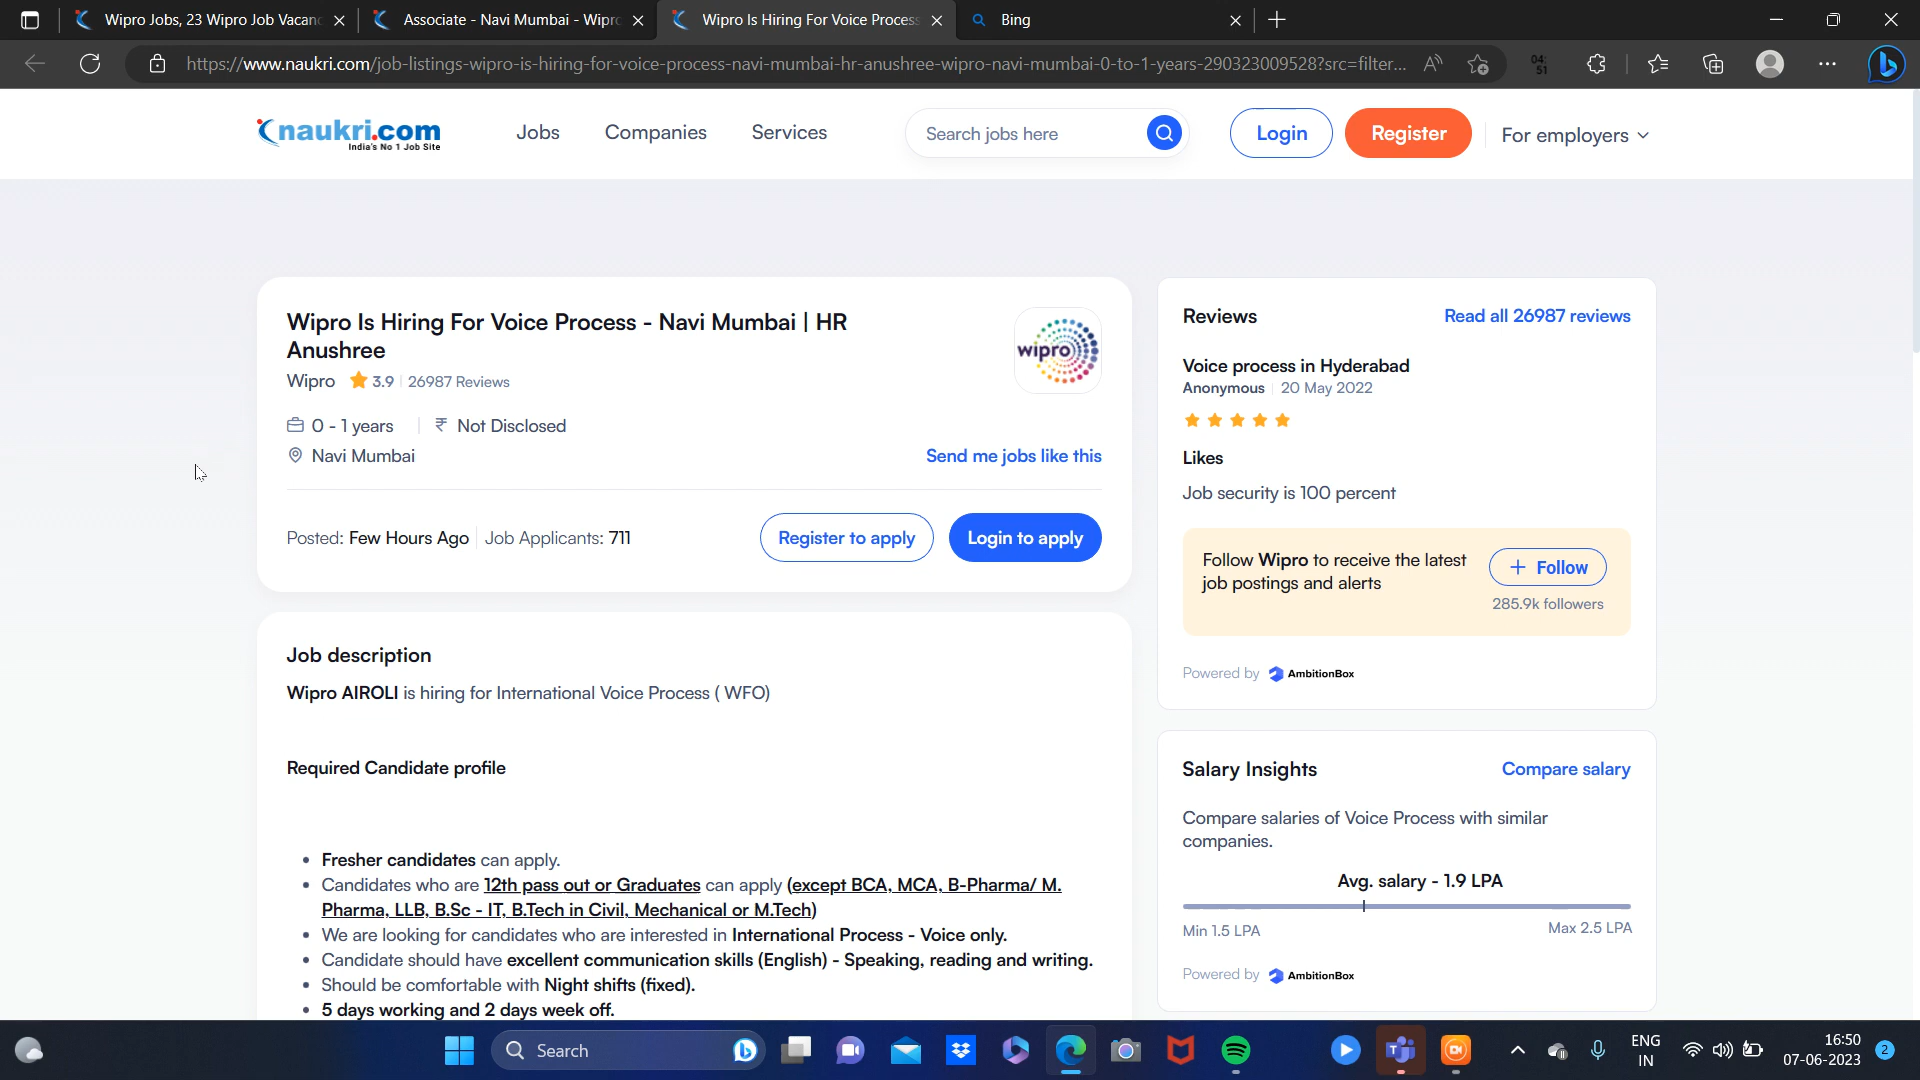 Wipro Jobs, 23 Wipro Job Vacanc
Associate - Navi Mumbai - Wipro
Wipro Is Hiring For Voice Process
Bing
https://www.naukri.com/job-listings-wipro-is-hiring-for-voice-process-navi-mumbai-hr-anushree-wipro-navi-mumbai-0-to-1-years-290323009528?src=filter...
04:
51
naukri.com
India's No 1 Job Site
Jobs
Companies
Services
Search jobs here
Login
Register
For employers
Wipro Is Hiring For Voice Process - Navi Mumbai | HR
Anushree
Wipro 3.9 26987 Reviews
wipro
0 - 1 years ₹ Not Disclosed
Navi Mumbai
Send me jobs like this
Posted: Few Hours Ago Job Applicants: 711
Register to apply
Login to apply
Job description
Wipro AIROLI is hiring for International Voice Process ( WFO)
Required Candidate profile
• Fresher candidates can apply.
• Candidates who are 12th pass out or Graduates can apply (except BCA, MCA, B-Pharma/ M.
Pharma, LLB, B.Sc - IT, B.Tech in Civil, Mechanical or M.Tech)
• We are looking for candidates who are interested in International Process - Voice only.
• Candidate should have excellent communication skills (English) - Speaking, reading and writing.
• Should be comfortable with Night shifts (fixed).
• 5 days working and 2 days week off.
Reviews
Read all 26987 reviews
Voice process in Hyderabad
Anonymous 20 May 2022
Likes
Job security is 100 percent
Follow Wipro to receive the latest
job postings and alerts
+ Follow
285.9k followers
Powered by AmbitionBox
Salary Insights
Compare salary
Compare salaries of Voice Process with similar
companies.
Avg. salary - 1.9 LPA
Min 1.5 LPA
Max 2.5 LPA
Powered by AmbitionBox
Search
ENG
IN
16:50
07-06-2023
2